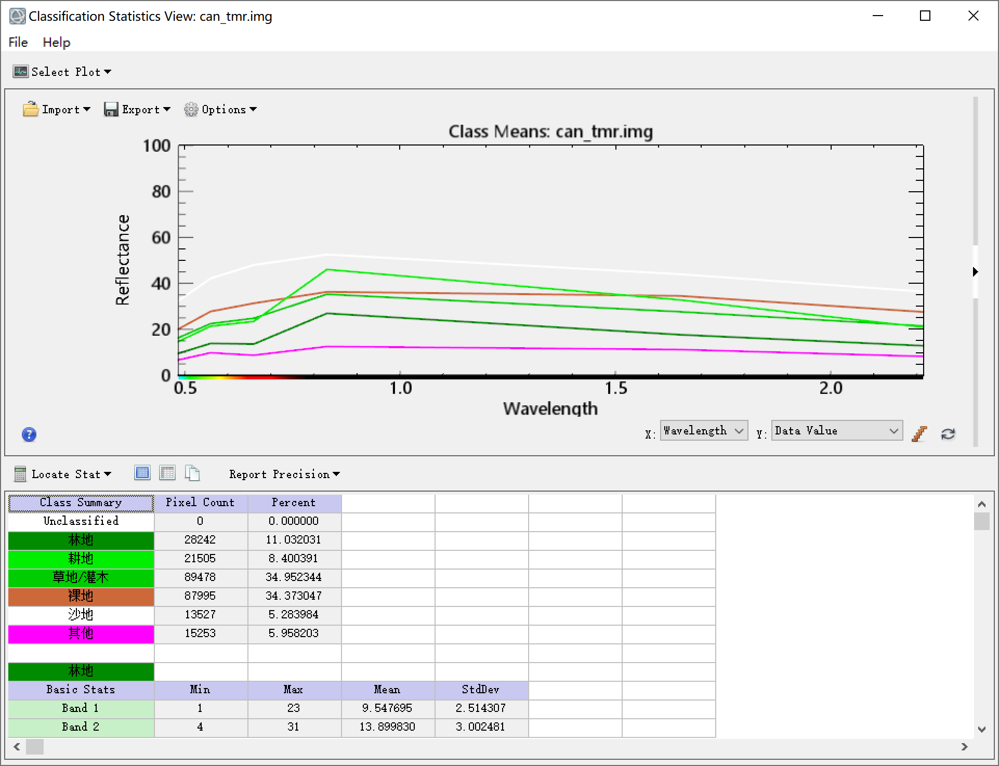 Classification Statistics View: can_tmr.img
File Help
Select Plot
Import Export Options
Class Means: can_tmr.img
100
80
60
40
20
0
Reflectance
0.5 1.0 1.5 2.0
Wavelength
X: Wavelength Y: Data Value
Locate Stat Report Precision
Class Summary Pixel Count Percent
Unclassified 0 0.000000
林地 28242 11.032031
耕地 21505 8.400391
草地/灌木 89478 34.952344
裸地 87995 34.373047
沙地 13527 5.283984
其他 15253 5.958203
林地
Basic Stats Min Max Mean StdDev
Band 1 1 23 9.547695 2.514307
Band 2 4 31 13.899830 3.002481